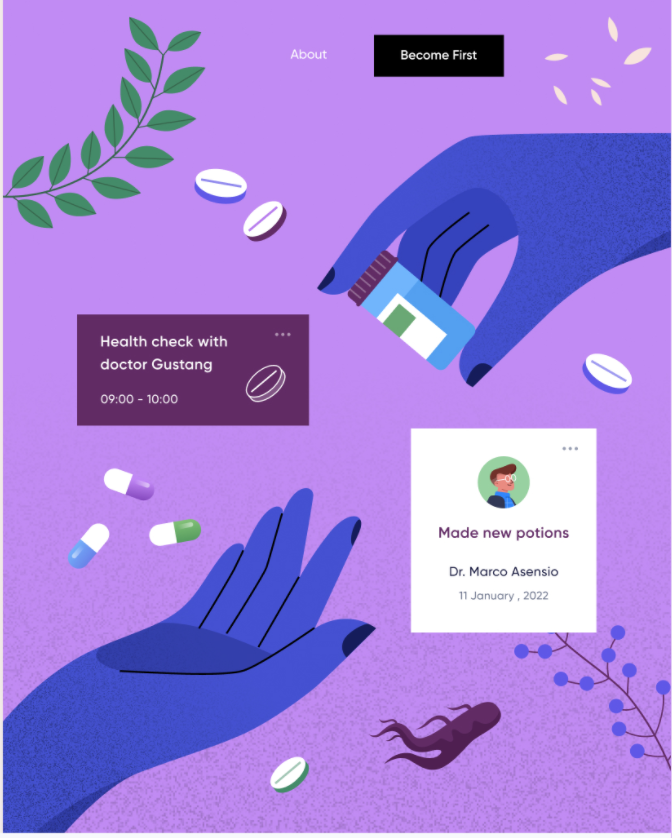 About
Become First
Health check with
doctor Gustang
09:00 - 10:00
Made new potions
Dr. Marco Asensio
11 January , 2022